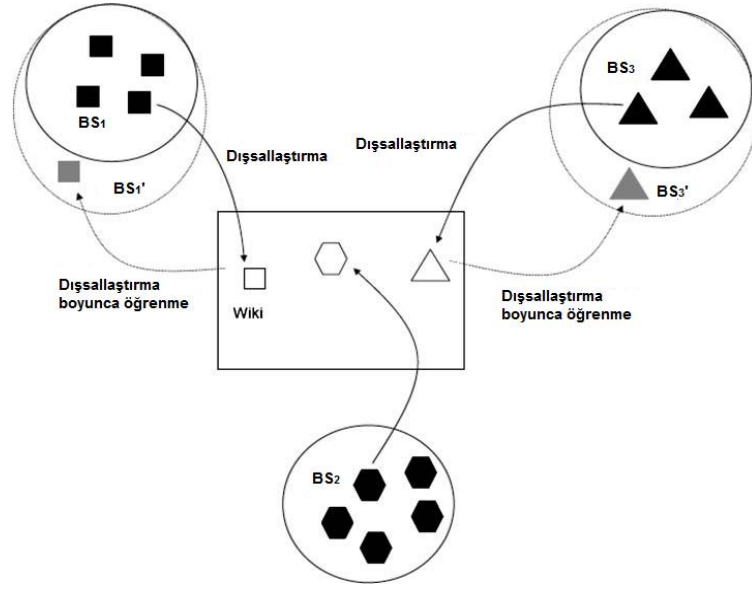 BS3
BS1
Dışsallaştırma
Dışsallaştırma
BS1'
BS3'
Dışsallaştırma
boyunca öğrenme
Wiki
Dışsallaştırma
boyunca öğrenme
BS2